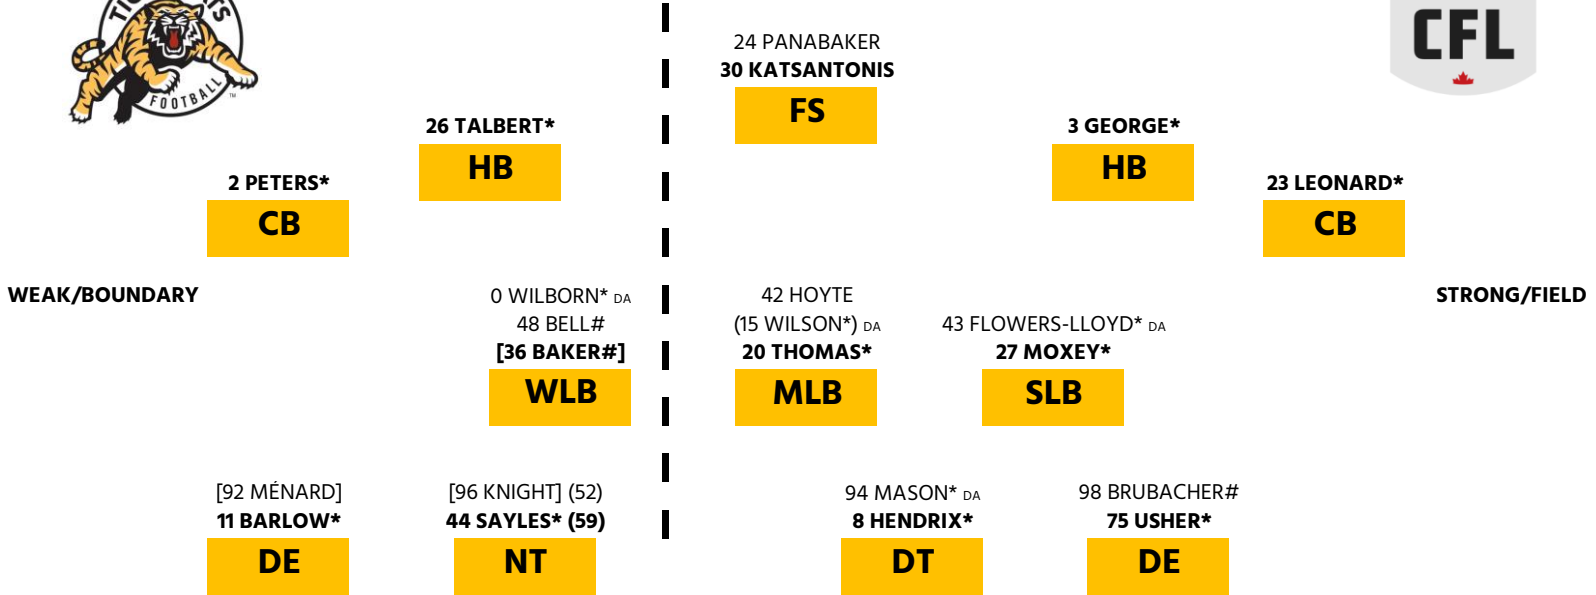 TIGER-CATS
FOOTBALL
TM
CFL
24 PANABAKER
30 KATSANTONIS
FS
26 TALBERT*
HB
3 GEORGE*
HB
2 PETERS*
CB
23 LEONARD*
CB
WEAK/BOUNDARY
STRONG/FIELD
0 WILBORN* DA
48 BELL#
[36 BAKER#]
WLB
42 HOYTE
(15 WILSON*) DA
20 THOMAS*
MLB
43 FLOWERS-LLOYD* DA
27 MOXEY*
SLB
[92 MÉNARD]
11 BARLOW*
DE
[96 KNIGHT] (52)
44 SAYLES* (59)
NT
94 MASON* DA
8 HENDRIX*
DT
98 BRUBACHER#
75 USHER*
DE